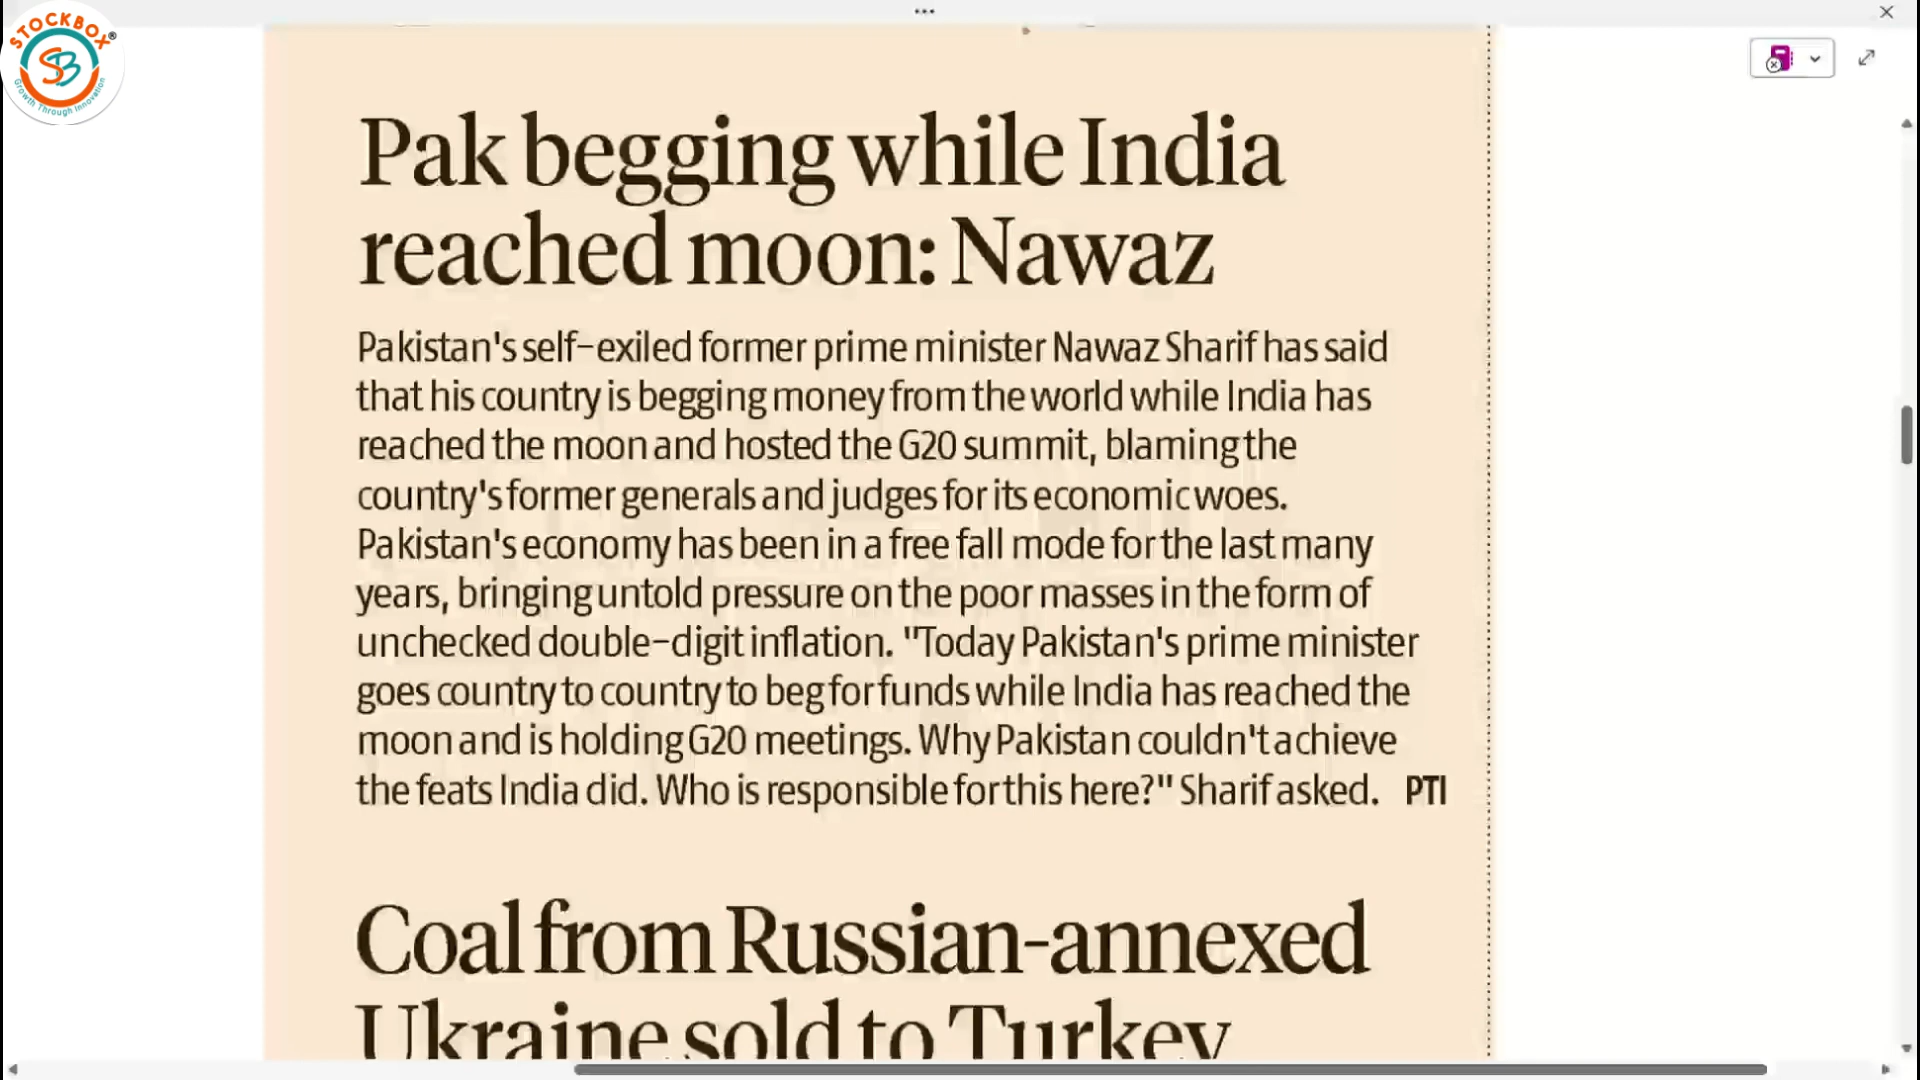 STOCKBOX®
SB
Growth Through Innovation
Pak begging while India
reached moon: Nawaz
Pakistan's self-exiled former prime minister Nawaz Sharif has said
that his country is begging money from the world while India has
reached the moon and hosted the G20 summit, blaming the
country's former generals and judges for its economic woes.
Pakistan's economy has been in a free fall mode for the last many
years, bringing untold pressure on the poor masses in the form of
unchecked double-digit inflation. "Today Pakistan's prime minister
goes country to country to beg for funds while India has reached the
moon and is holding G20 meetings. Why Pakistan couldn't achieve
the feats India did. Who is responsible for this here?" Sharif asked. PTI
Coal from Russian-annexed
Ukraine sold to Turkey